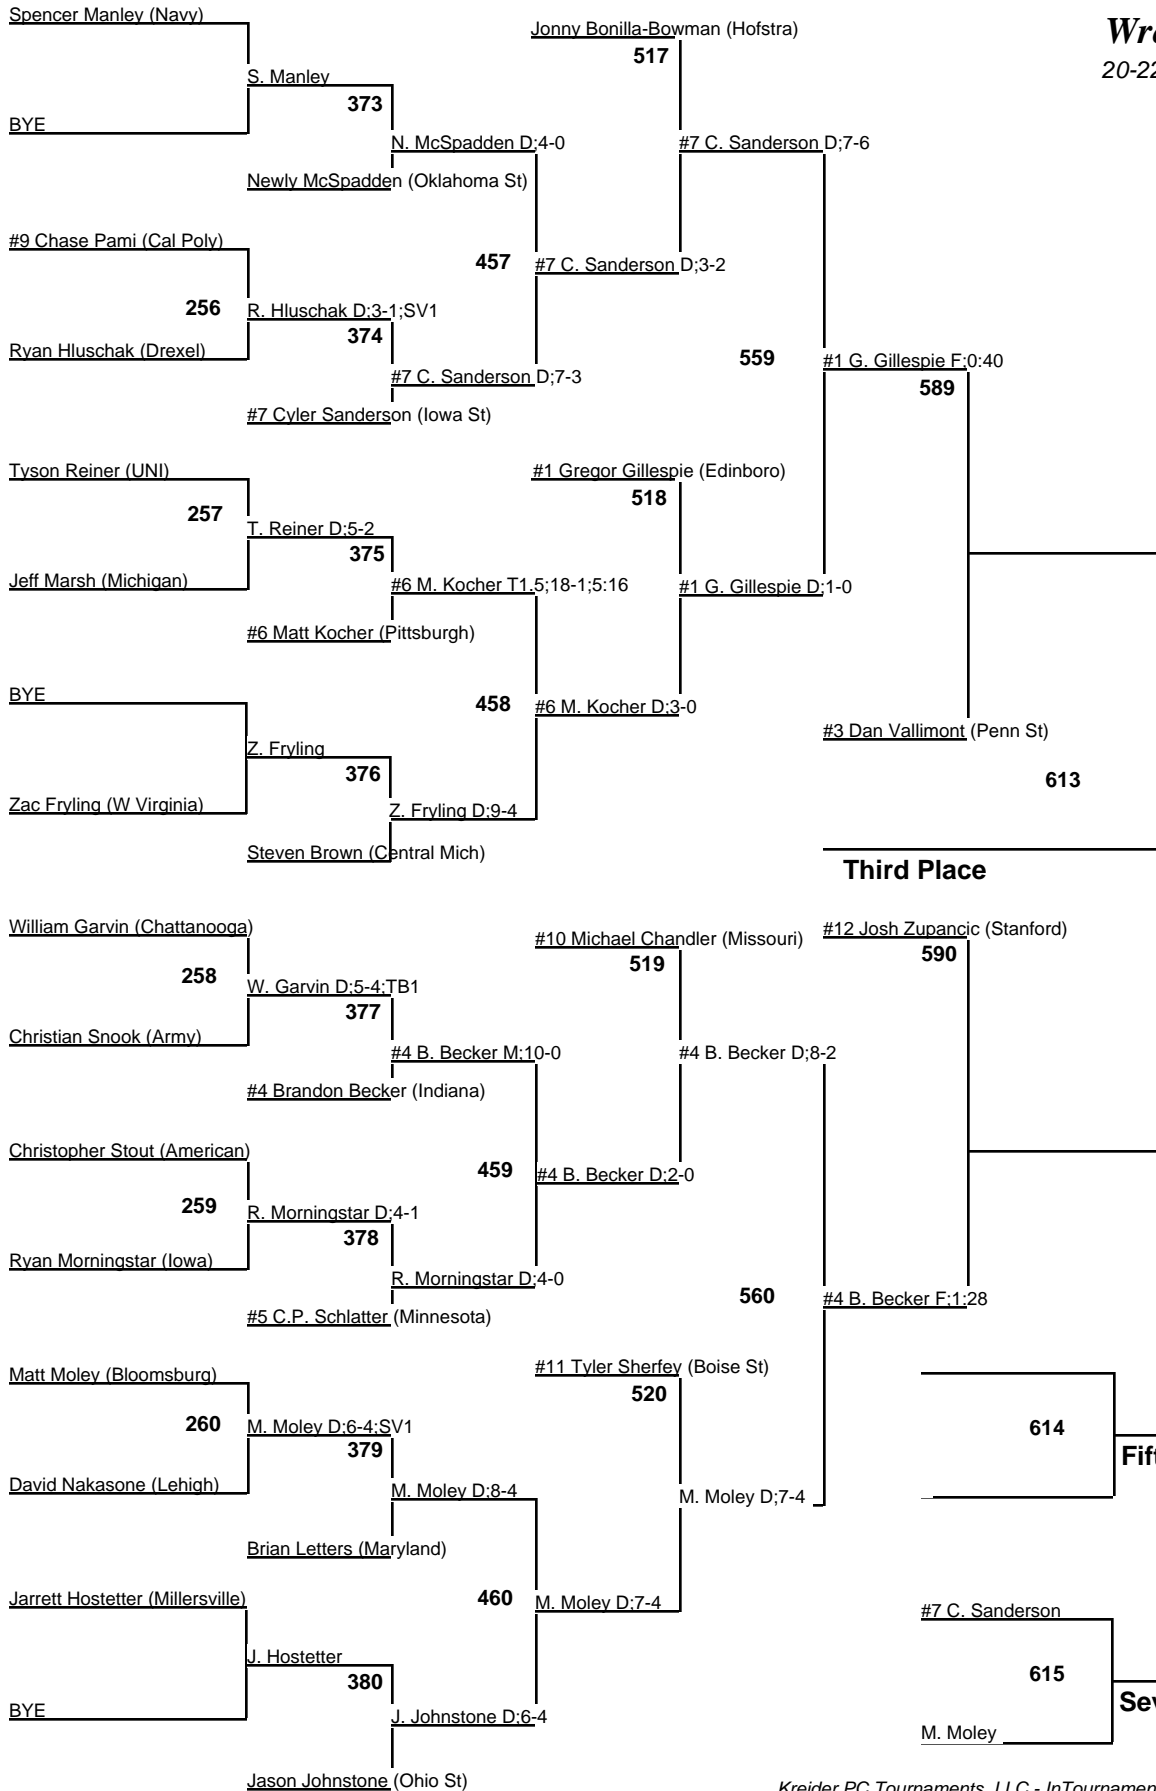 Spencer Manley (Navy)
Jonny Bonilla-Bowman (Hofstra)
517
20-22
S. Manley
373
BYE
N. McSpadden D;4-0
#7 C. Sanderson D;7-6
Newly McSpadden (Oklahoma St)
#9 Chase Pami (Cal Poly)
457
#7 C. Sanderson D;3-2
256
R. Hluschak D;3-1;SV1
374
Ryan Hluschak (Drexel)
559
#1 G. Gillespie F;0:40
#7 C. Sanderson D;7-3
589
#7 Cyler Sanderson (Iowa St)
Tyson Reiner (UNI)
#1 Gregor Gillespie (Edinboro)
518
257
T. Reiner D;5-2
375
Jeff Marsh (Michigan)
#6 M. Kocher T1.5;18-1;5:16
#1 G. Gillespie D;1-0
#6 Matt Kocher (Pittsburgh)
BYE
458
#6 M. Kocher D;3-0
#3 Dan Vallimont (Penn St)
Z. Fryling
376
613
Zac Fryling (W Virginia)
Z. Fryling D;9-4
Steven Brown (Central Mich)
Third Place
William Garvin (Chattanooga)
#10 Michael Chandler (Missouri)
#12 Josh Zupancic (Stanford)
519
590
258
W. Garvin D;5-4;TB1
377
Christian Snook (Army)
#4 B. Becker M;10-0
#4 B. Becker D;8-2
#4 Brandon Becker (Indiana)
Christopher Stout (American)
459
#4 B. Becker D;2-0
259
R. Morningstar D;4-1
378
Ryan Morningstar (Iowa)
R. Morningstar D;4-0
560
#4 B. Becker F;1:28
#5 C.P. Schlatter (Minnesota)
Matt Moley (Bloomsburg)
#11 Tyler Sherfey (Boise St)
520
260
M. Moley D;6-4;SV1
379
614
David Nakasone (Lehigh)
M. Moley D;8-4
M. Moley D;7-4
Brian Letters (Maryland)
Jarrett Hostetter (Millersville)
460
M. Moley D;7-4
#7 C. Sanderson
J. Hostetter
380
615
BYE
J. Johnstone D;6-4
M. Moley
Jason Johnstone (Ohio St)